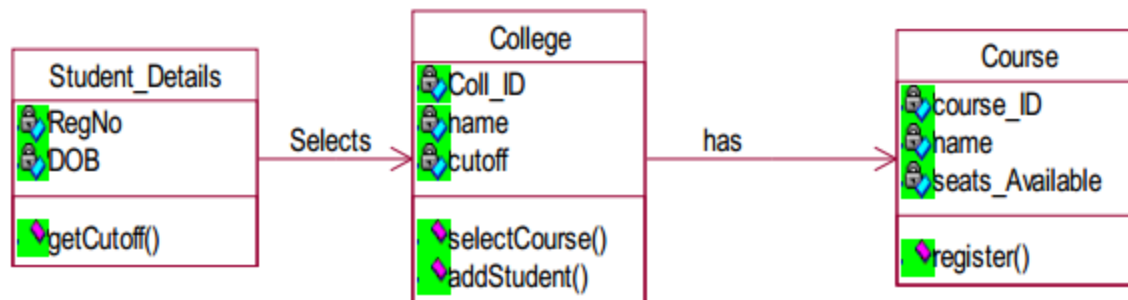 Student_Details
RegNo
DOB
getCutoff()
Selects
College
Coll_ID
name
cutoff
selectCourse()
addStudent()
has
Course
course_ID
name
seats_Available
register()